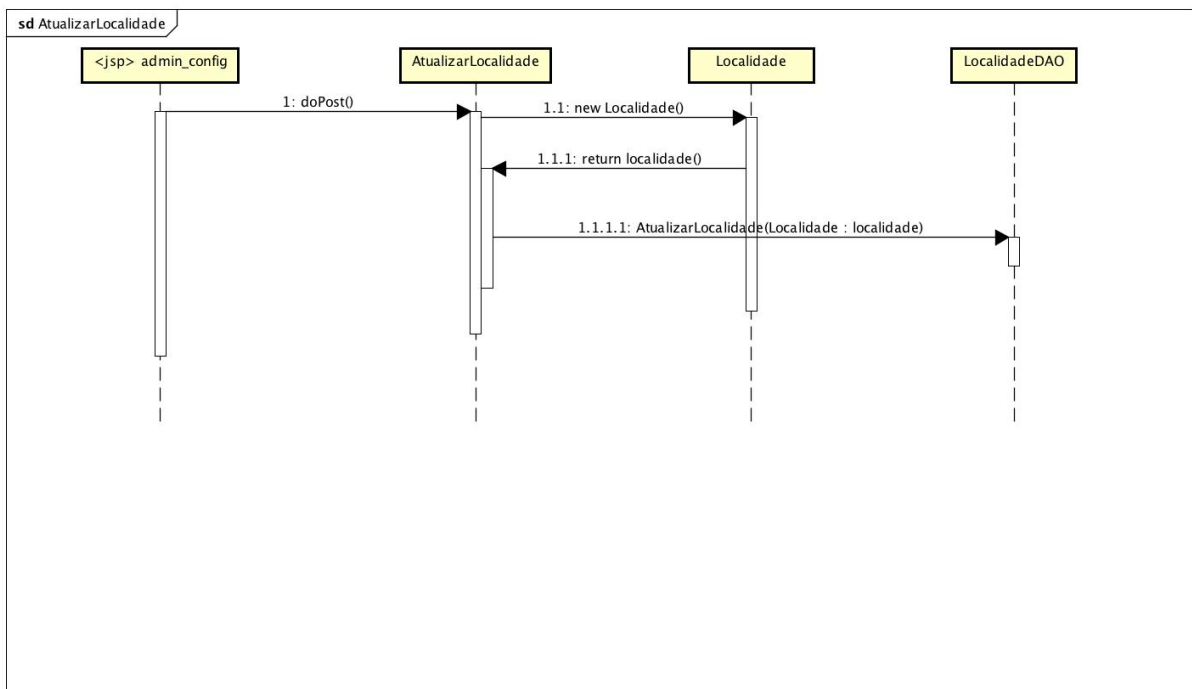 sd AtualizarLocalidade
<jsp> admin_config
AtualizarLocalidade
Localidade
LocalidadeDAO
1: doPost()
1.1: new Localidade()
1.1.1: return localidade()
1.1.1.1: AtualizarLocalidade(Localidade : localidade)